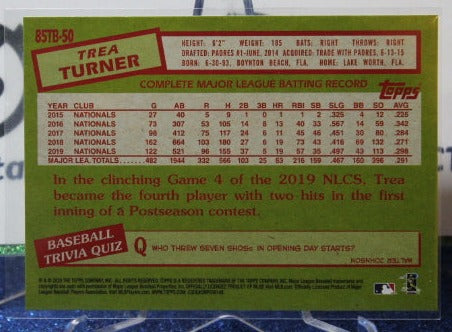 85TB-50
TREA
TURNER
HEIGHT: 6'2" WEIGHT: 185 BATS: RIGHT THROWS: RIGHT
DRAFTED: PADRES #1-JUNE, 2014 ACQUIRED: TRADE WITH PADRES, 6-13-15
BORN: 6-30-93, BOYNTON BEACH, FLA. HOME: LAKE WORTH, FLA.
COMPLETE MAJOR LEAGUE BATTING RECORD
Topps
YEAR CLUB G AB R H 2B 3B HR RBI SB SLG BB SO AVG
2015 NATIONALS 27 40 5 9 1 0 1 1 2 .325 4 12 .225
2016 NATIONALS 73 307 53 105 14 8 13 40 33 .567 14 59 .342
2017 NATIONALS 98 412 75 117 24 6 11 45 46 .451 30 80 .284
2018 NATIONALS 162 664 103 180 27 6 19 73 43 .416 69 132 .271
2019 NATIONALS 122 521 96 155 37 5 19 57 35 .497 43 113 .298
MAJOR LEA. TOTALS 482 1944 332 566 103 25 63 216 159 .467 160 396 .291
In the clinching Game 4 of the 2019 NLCS, Trea
became the fourth player with two hits in the first
inning of a Postseason contest.
BASEBALL
TRIVIA QUIZ
Q WHO THREW SEVEN SHOs IN OPENING DAY STARTS?
WALTER JOHNSON